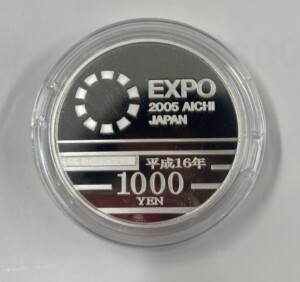 EXPO
2005 AICHI
JAPAN
平成16年
1000
YEN